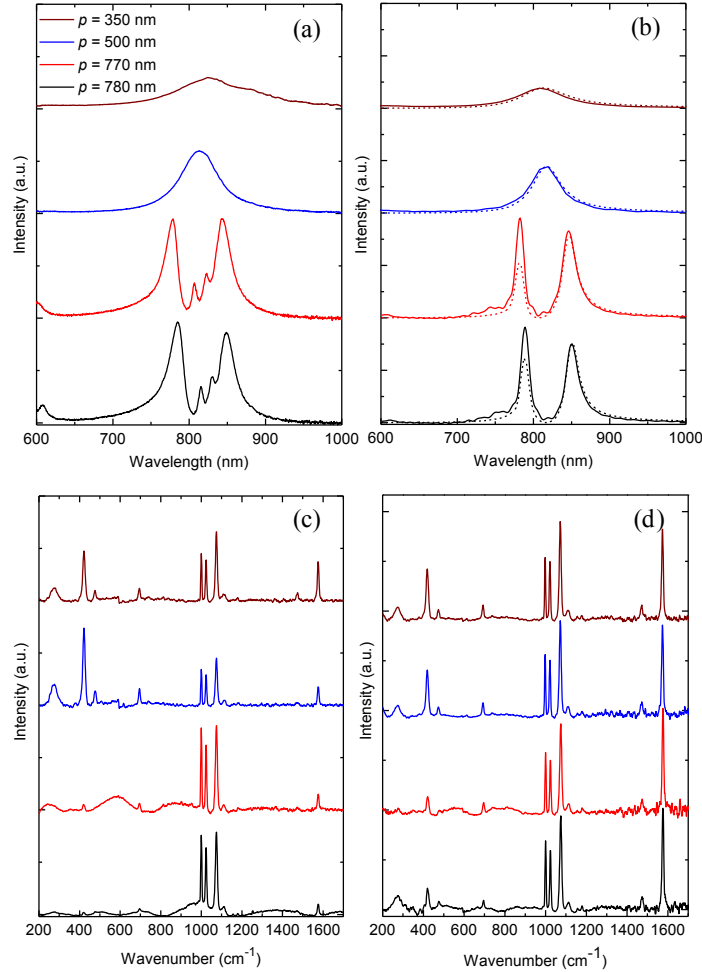 (a)
p = 350 nm
p = 500 nm
p = 770 nm
p = 780 nm
Intensity (a.u.)
600 700 800 900 1000
Wavelength (nm)
(b)
Intensity (a.u.)
600 700 800 900 1000
Wavelength (nm)
(c)
Intensity (a.u.)
200 400 600 800 1000 1200 1400 1600
Wavenumber (cm⁻¹)
(d)
Intensity (a.u.)
200 400 600 800 1000 1200 1400 1600
Wavenumber (cm⁻¹)